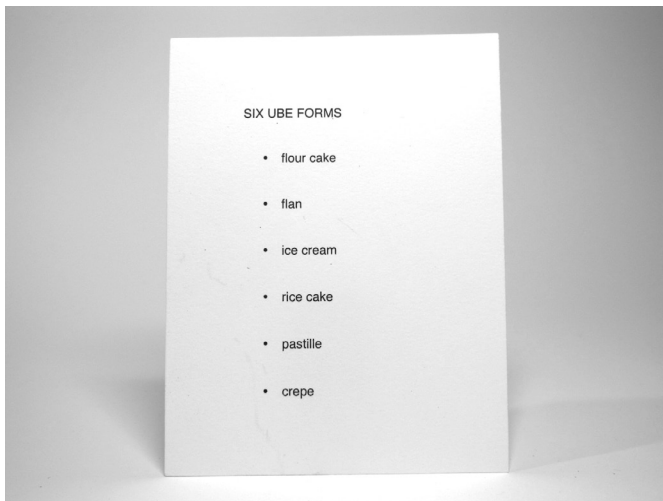 SIX UBE FORMS
• flour cake
• flan
• ice cream
• rice cake
• pastille
• crepe